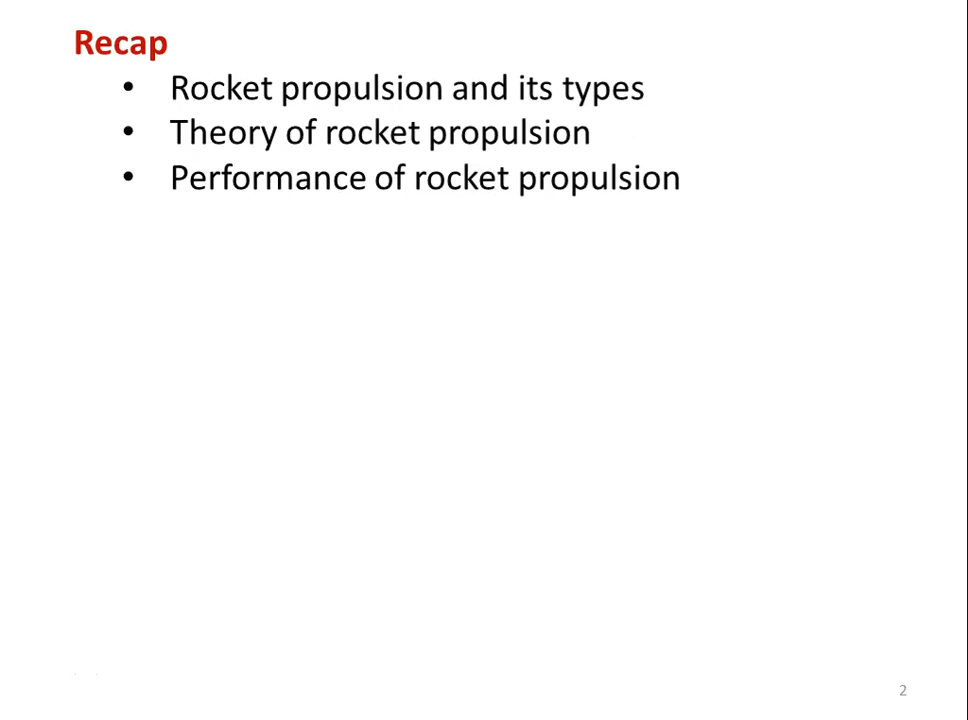 Recap
• Rocket propulsion and its types
• Theory of rocket propulsion
• Performance of rocket propulsion
2